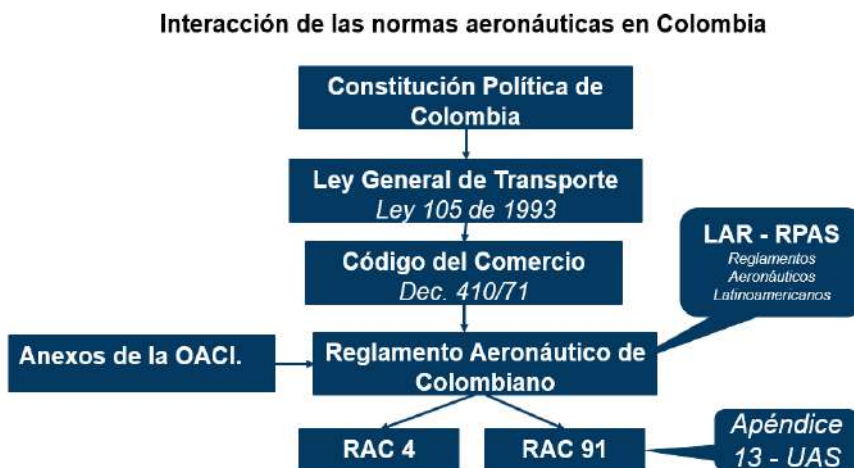 Interacción de las normas aeronáuticas en Colombia
Constitución Política de
Colombia
Ley General de Transporte
Ley 105 de 1993
LAR - RPAS
Reglamentos
Aeronáuticos
Latinoamericanos
Código del Comercio
Dec. 410/71
Anexos de la OACI.
Reglamento Aeronáutico de
Colombiano
RAC 4
RAC 91
Apéndice
13 - UAS